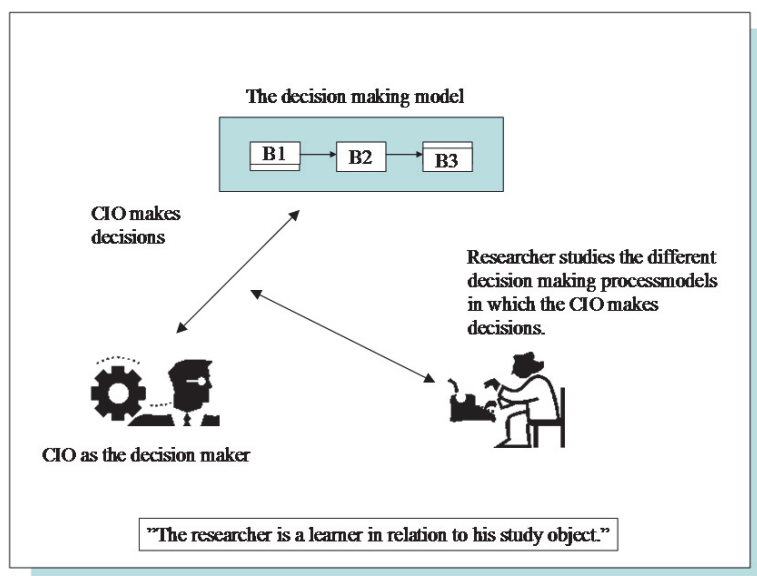 The decision making model
B1
B2
B3
CIO makes
decisions
Researcher studies the different
decision making processmodels
in which the CIO makes
decisions.
CIO as the decision maker
”The researcher is a learner in relation to his study object.”